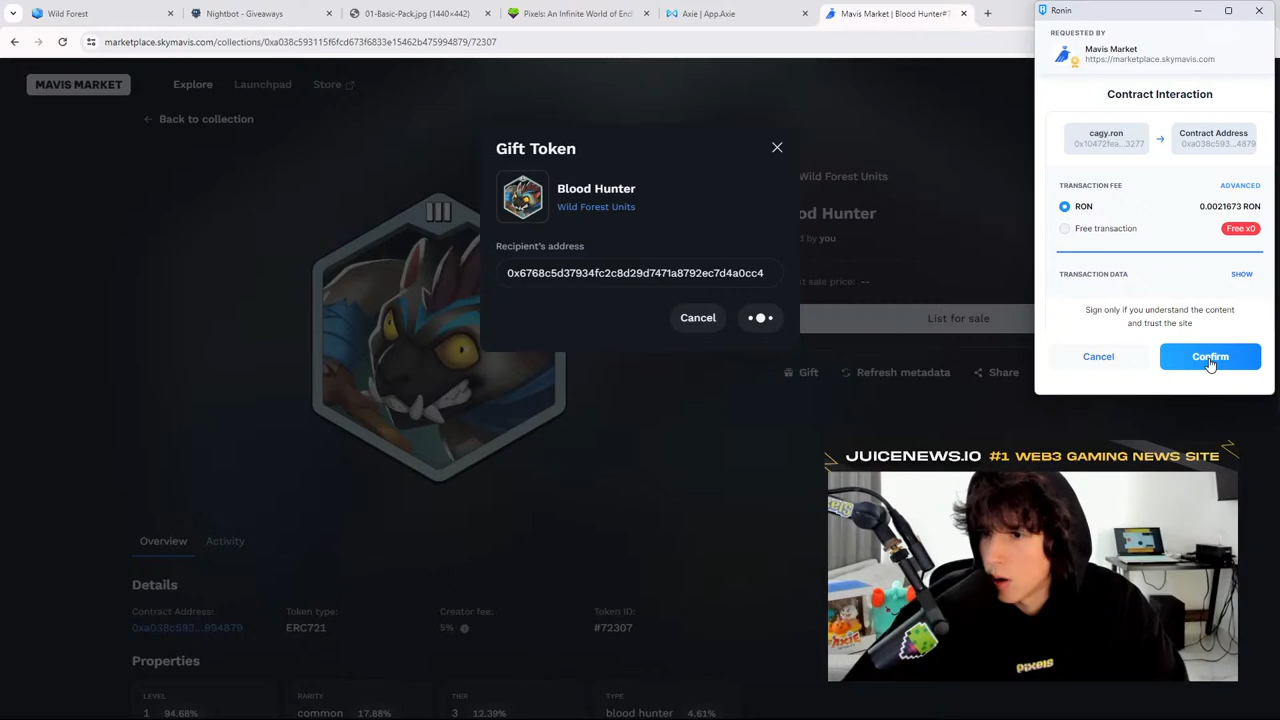 Wild Forest
Nightbot - Giveaways
01-Basic-Pack.jpg (1440×442)
Pixels: An Infinite World of End
Axie | App.Axie
Mavis Market | Blood Hunter#7
marketplace.skymavis.com/collections/0xa038c593115f6fcd673f6833e15462b475994879/72307
MAVIS MARKET
Explore
Launchpad
Store
Back to collection
Gift Token
Blood Hunter
Wild Forest Units
Recipient's address
0x6768c5d37934fc2c8d29d7471a8792ec7d4a0cc4
Cancel
Wild Forest Units
od Hunter
d by you
st sale price: --
List for sale
Gift
Refresh metadata
Share
Ronin
REQUESTED BY
Mavis Market
https://marketplace.skymavis.com
Contract Interaction
cagy.ron
0x10472fea...3277
Contract Address
0xa038c593...4879
TRANSACTION FEE
ADVANCED
RON
0.0021673 RON
Free transaction
Free x0
TRANSACTION DATA
SHOW
Sign only if you understand the content
and trust the site
Cancel
Confirm
JUICENEWS.IO #1 WEB3 GAMING NEWS SITE
AXIE
pixels
Overview
Activity
Details
Contract Address:
0xa038c593...994879
Token type:
ERC721
Creator fee:
5%
Token ID:
#72307
Properties
LEVEL
1 94.68%
RARITY
common 17.88%
TIER
3 12.39%
TYPE
blood hunter 4.61%